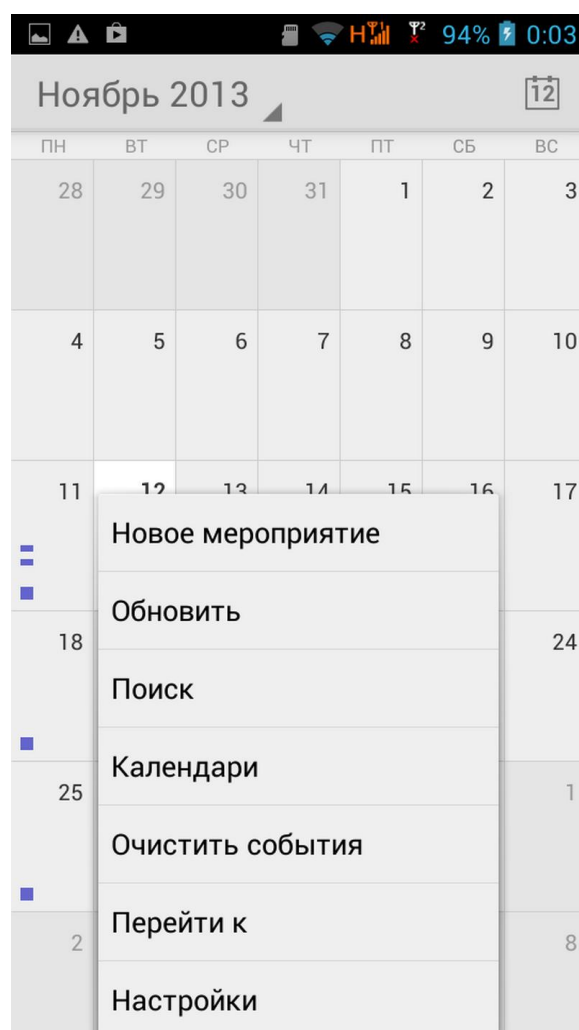 94% 0:03
Ноябрь 2013
12
ПН ВТ СР ЧТ ПТ СБ ВС
28 29 30 31 1 2 3
4 5 6 7 8 9 10
11 12 13 14 15 16 17
Новое мероприятие
Обновить
18 24
Поиск
Календари
25 1
Очистить события
Перейти к
2 8
Настройки